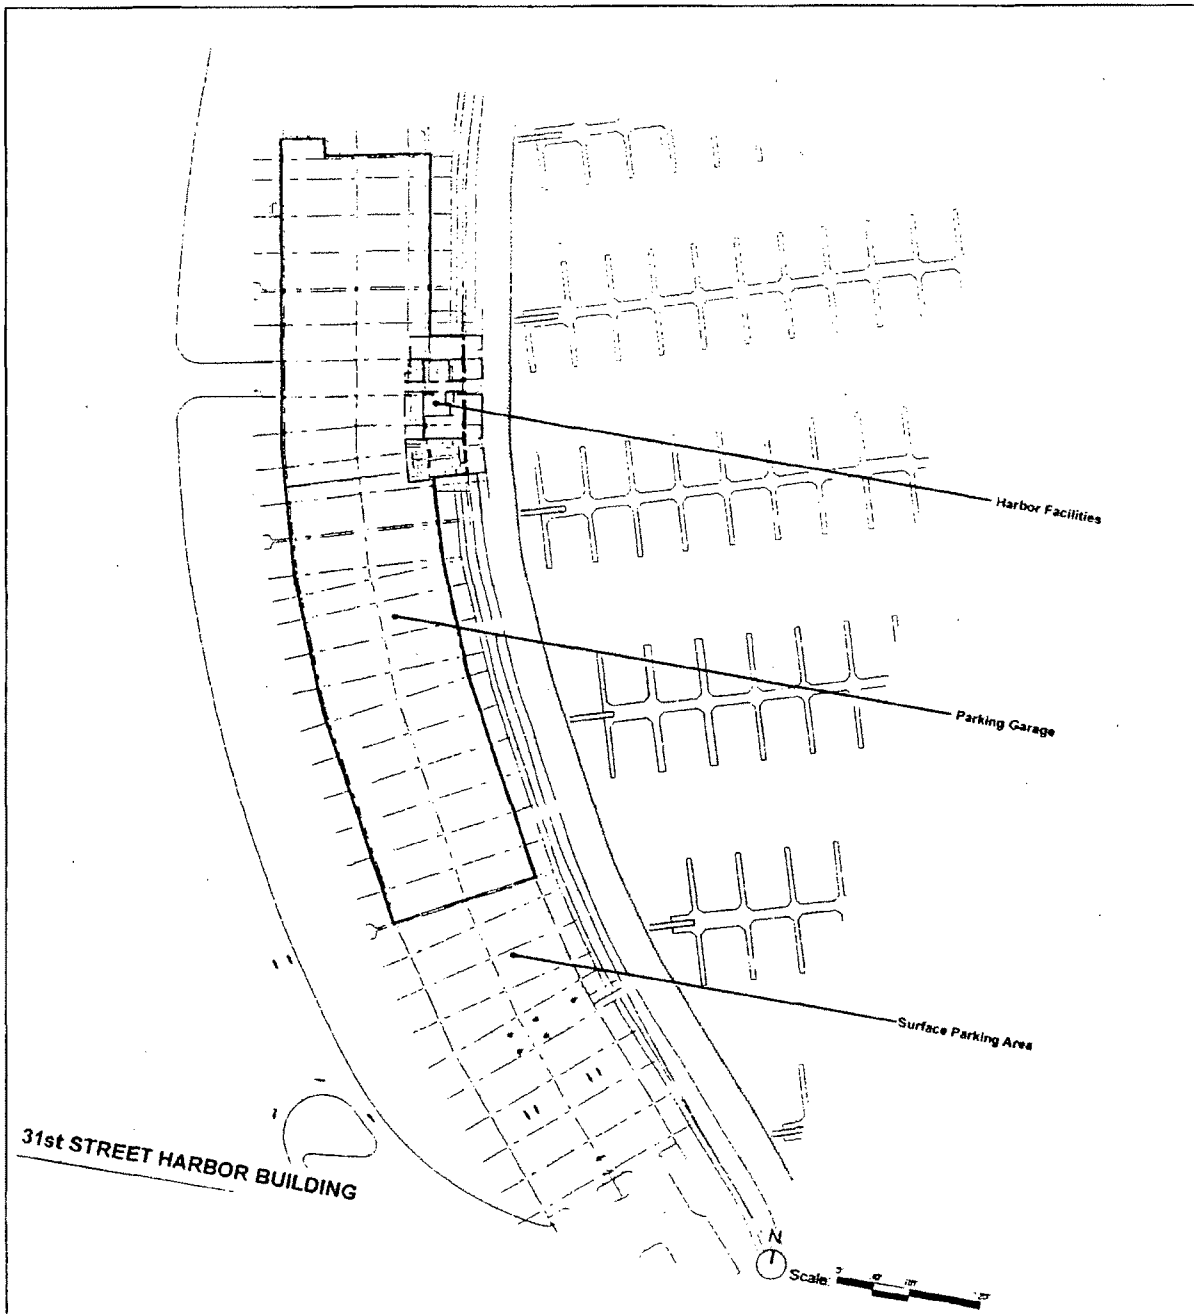 Harbor Facilities
Parking Garage
Surface Parking Area
31st STREET HARBOR BUILDING
N
Scale: